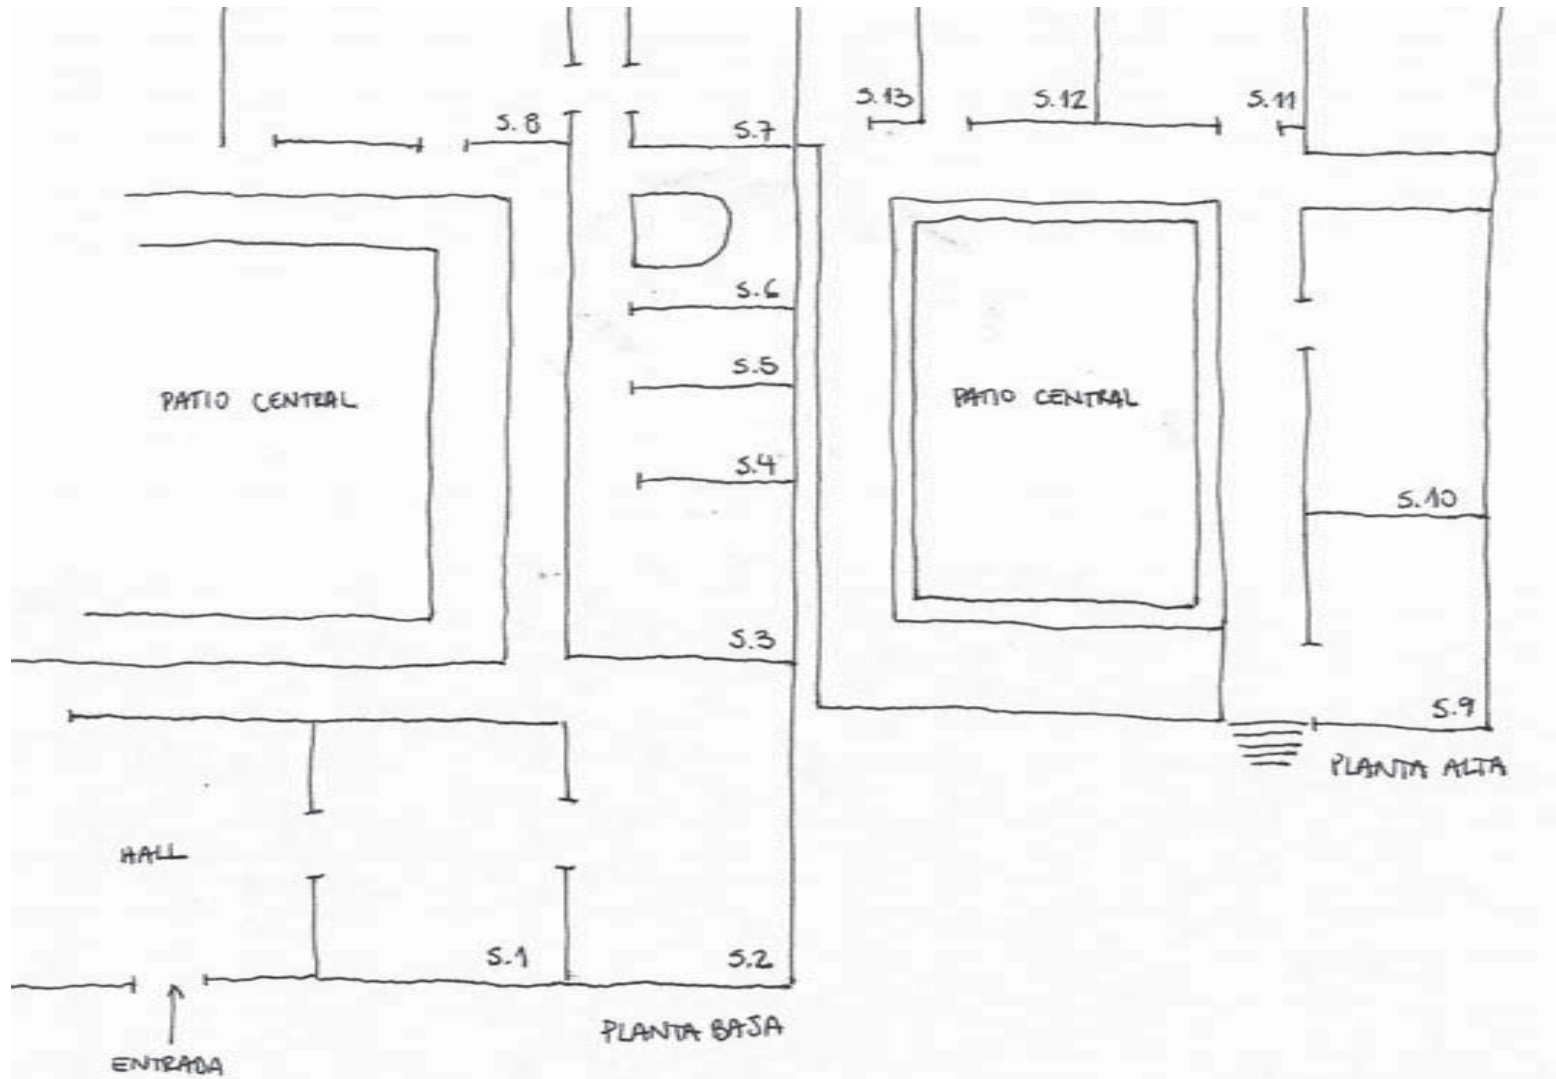 S.13
S.12
S.11
S.8
S.7
S.6
S.5
S.4
S.3
PATIO CENTRAL
PATIO CENTRAL
S.10
S.9
PLANTA ALTA
HALL
S.1
S.2
PLANTA BAJA
ENTRADA